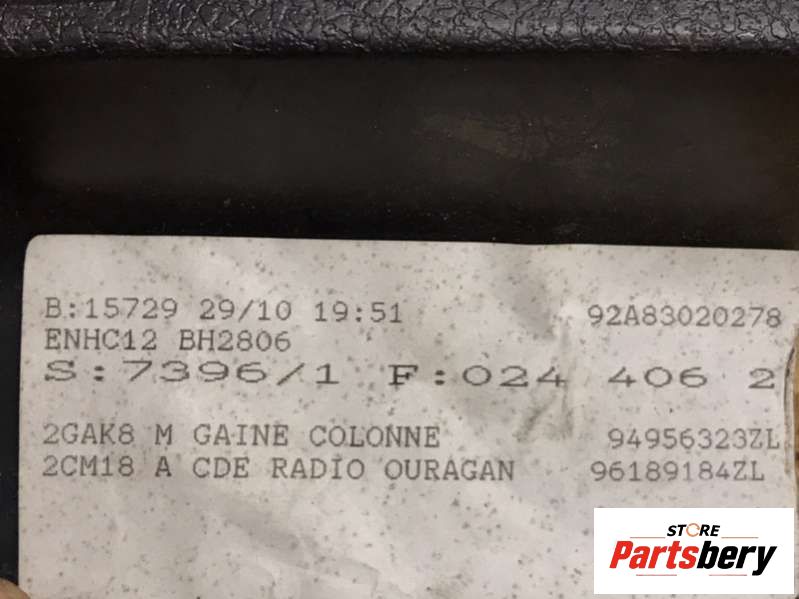 B:15729 29/10 19:51 92A83020278
ENHC12 BH2806
S:7396/1 F:024 406 2
2GAK8 M GAINE COLONNE 94956323ZL
2CM18 A CDE RADIO OURAGAN 96189184ZL
STORE
Partsbery